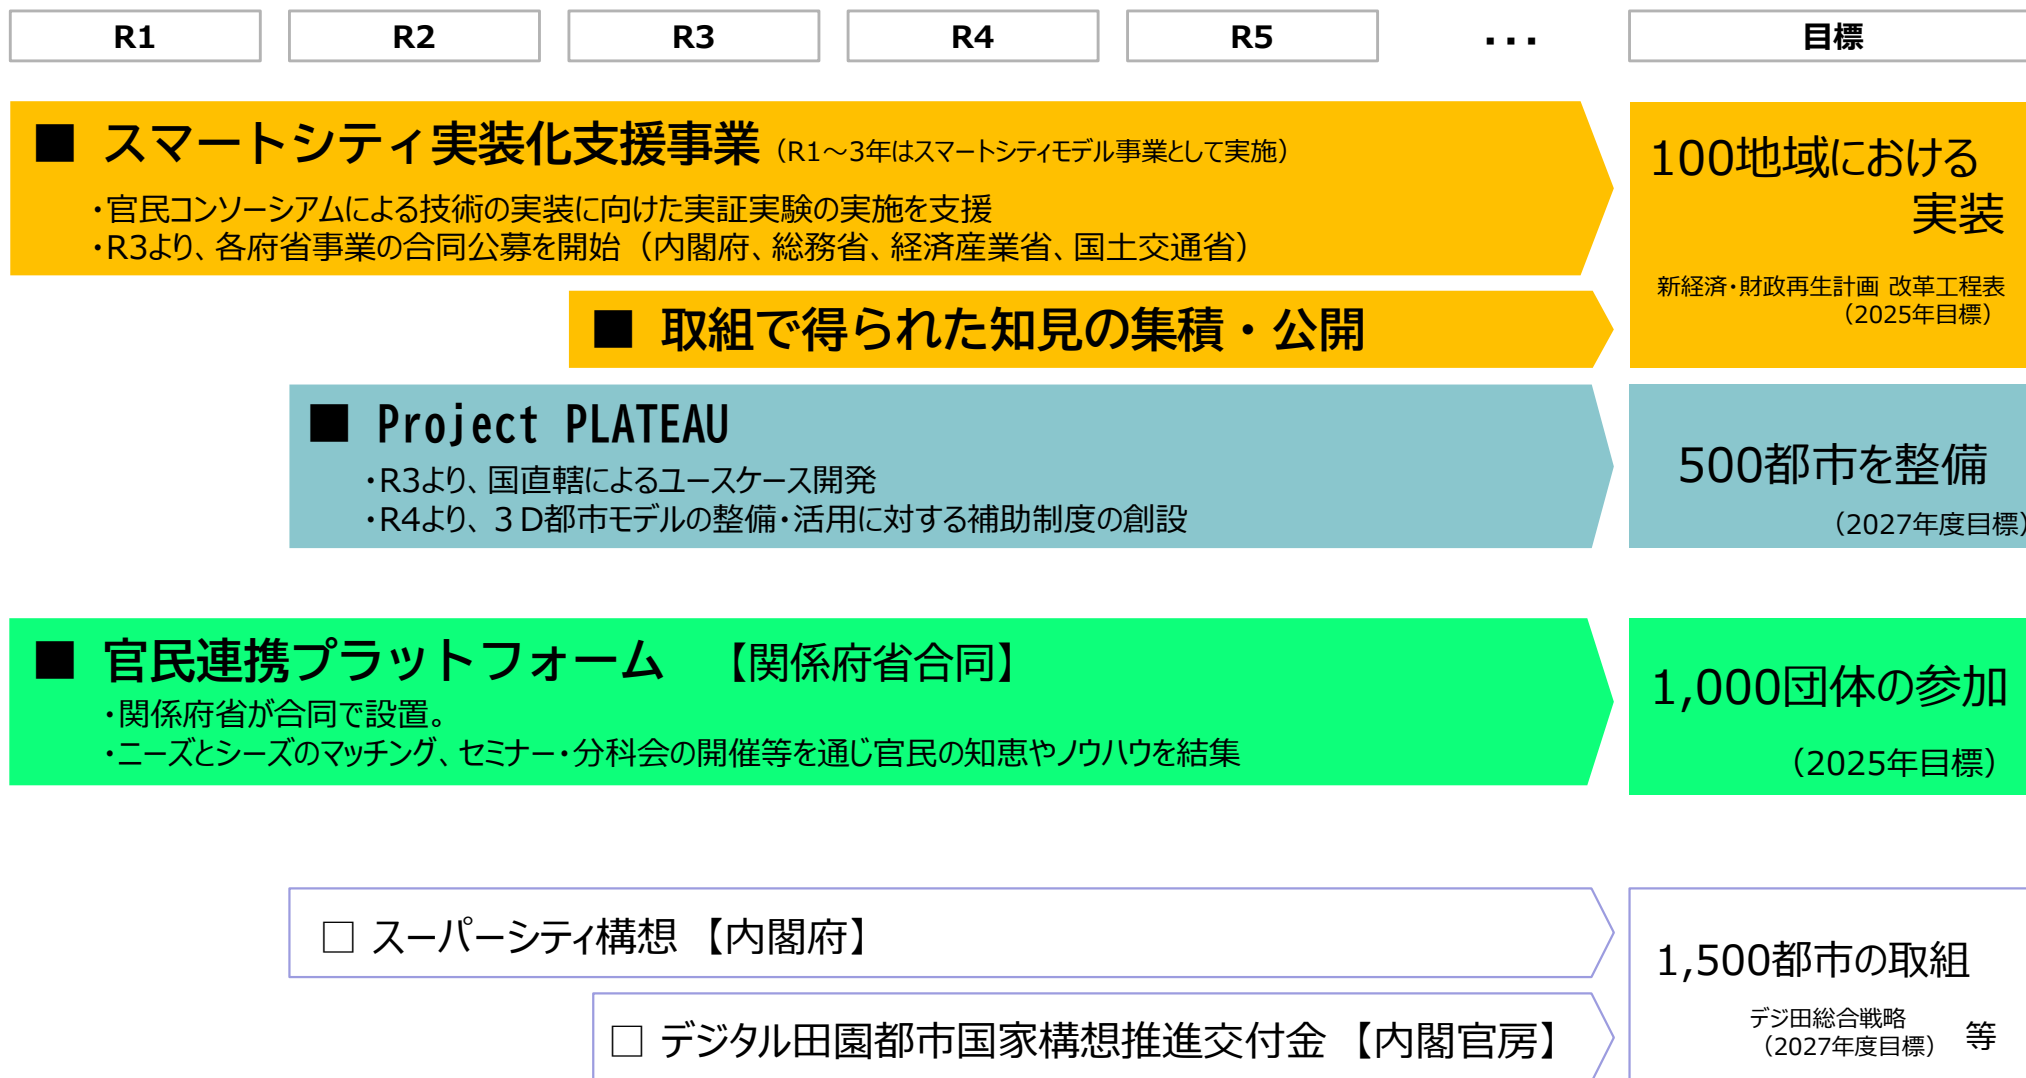 R1 R2 R3 R4 R5 ・・・ 目標
■ スマートシティ実装化支援事業（R1～3年はスマートシティモデル事業として実施）
・官民コンソーシアムによる技術の実装に向けた実証実験の実施を支援
・R3より、各府省事業の合同公募を開始（内閣府、総務省、経済産業省、国土交通省）
■ 取組で得られた知見の集積・公開
100地域における
実装
新経済・財政再生計画 改革工程表
（2025年目標）
■ Project PLATEAU
・R3より、国直轄によるユースケース開発
・R4より、３D都市モデルの整備・活用に対する補助制度の創設
500都市を整備
（2027年度目標）
■ 官民連携プラットフォーム 【関係府省合同】
・関係府省が合同で設置。
・ニーズとシーズのマッチング、セミナー・分科会の開催等を通じ官民の知恵やノウハウを結集
1,000団体の参加
（2025年目標）
□ スーパーシティ構想【内閣府】
□ デジタル田園都市国家構想推進交付金【内閣官房】
1,500都市の取組
デジ田総合戦略
（2027年度目標） 等